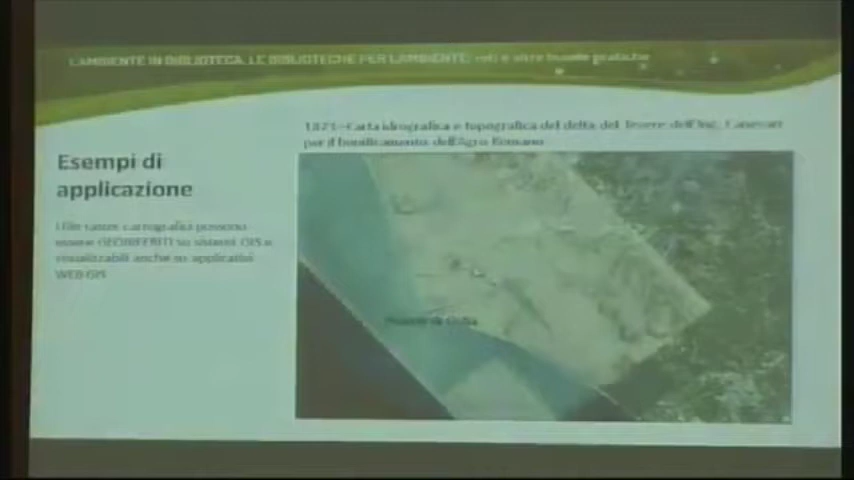 L'AMBIENTE IN BIBLIOTECA, LE BIBLIOTECHE PER L'AMBIENTE: reti e altre buone pratiche
Carta idrografica e topografica del delta del Tevere dell'Ing. Canevari
per il bonificamento dell'Agro Romano
Esempi di
applicazione
I file raster cartografici possono
essere GEORIFERITI su sistemi GIS e
visualizzabili anche su applicativi
WEB GIS